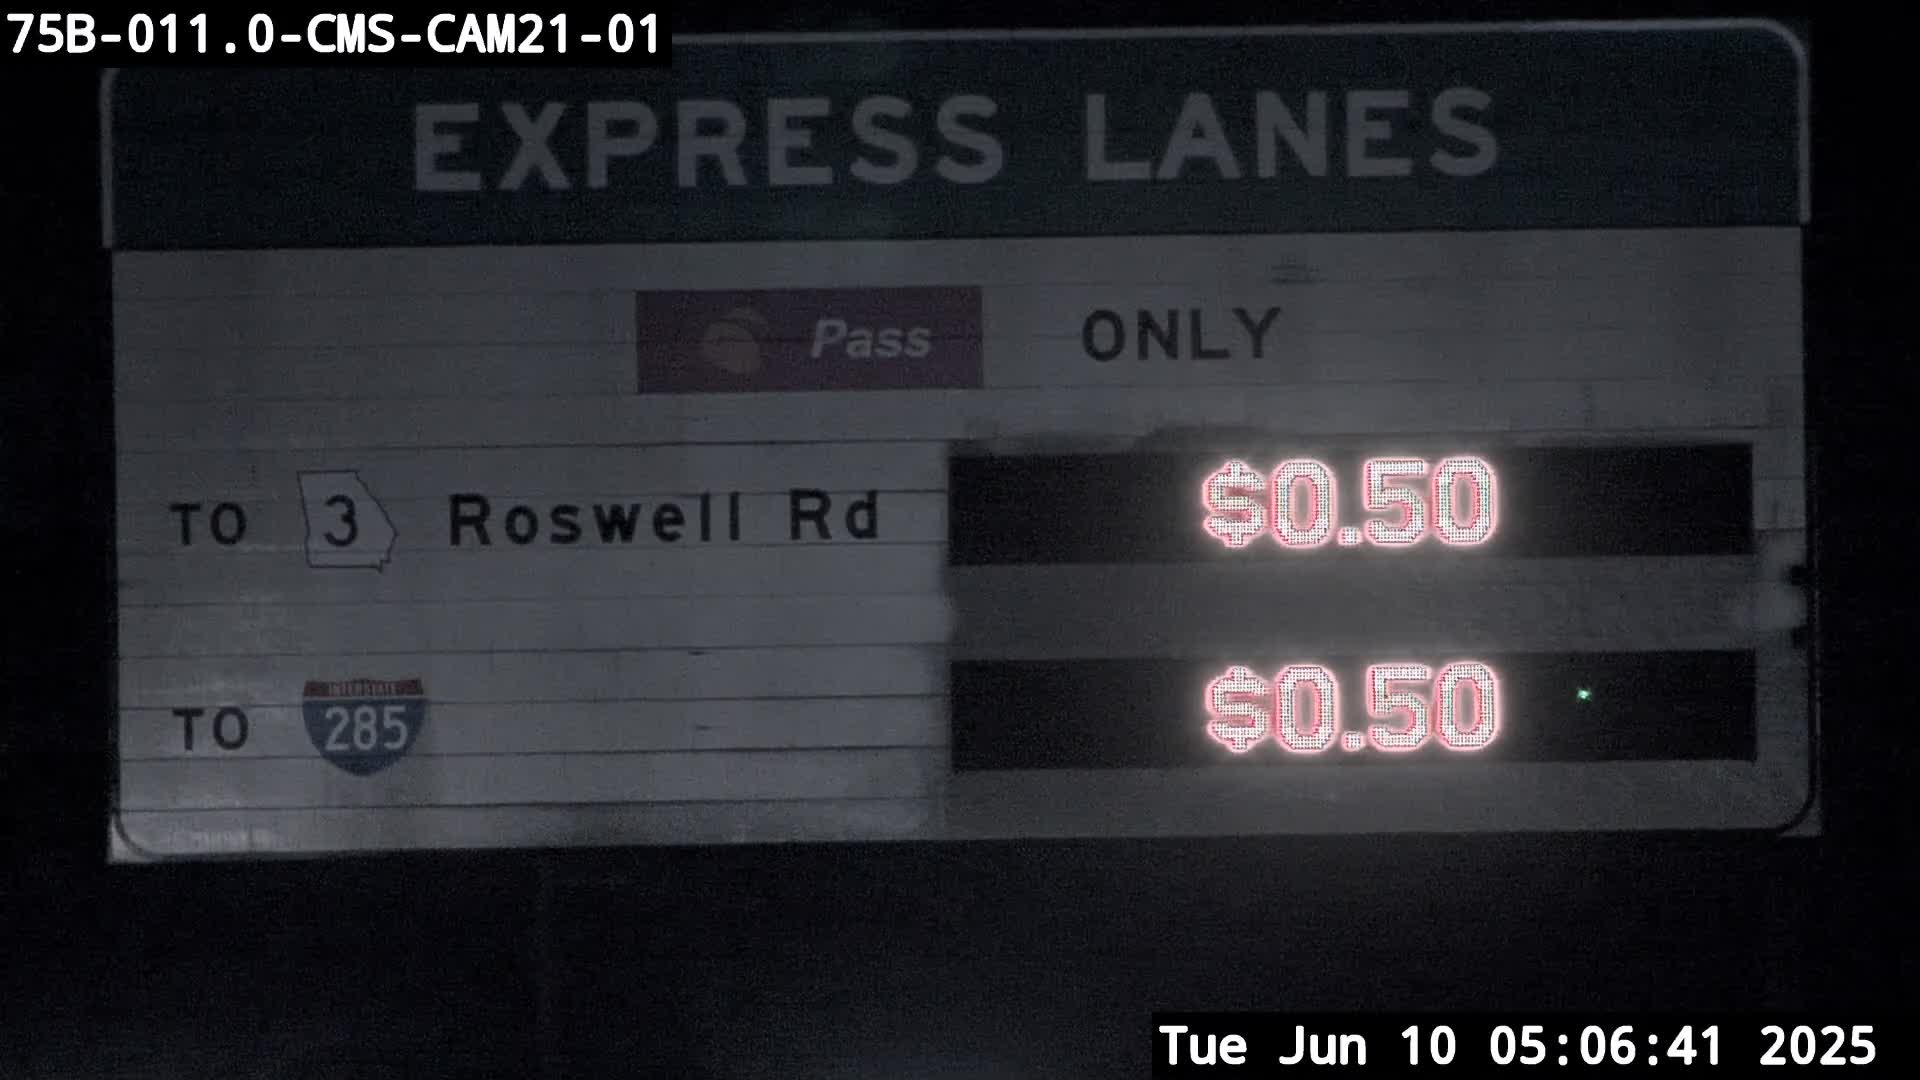 75B-011.0-CMS-CAM21-01
EXPRESS LANES
Pass ONLY
TO 3 Roswell Rd $0.50
INTERSTATE
TO 285 $0.50
Tue Jun 10 05:06:41 2025